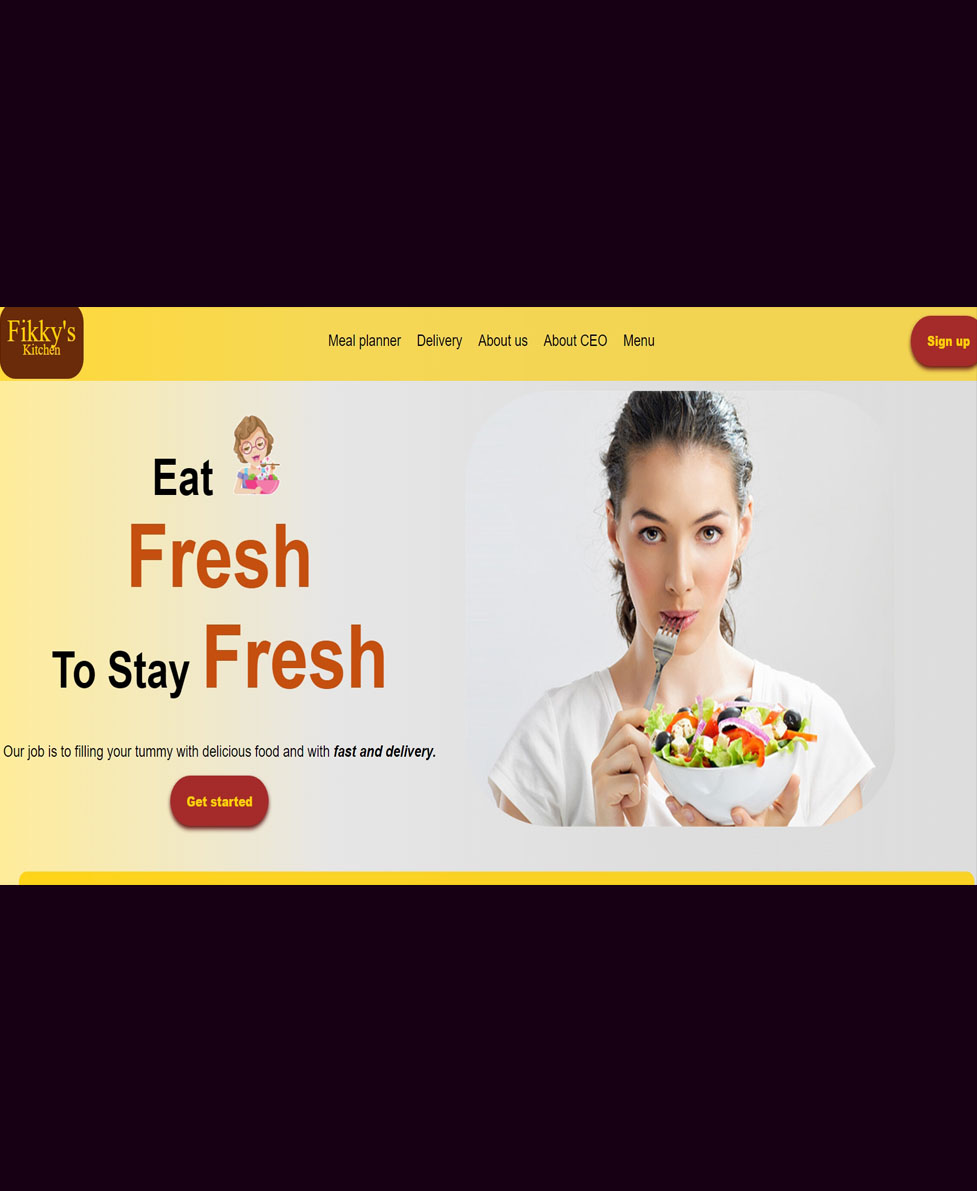 Fikky's
Kitchen
Meal planner Delivery About us About CEO Menu
Sign up
Eat
Fresh
To Stay Fresh
Our job is to filling your tummy with delicious food and with fast and delivery.
Get started